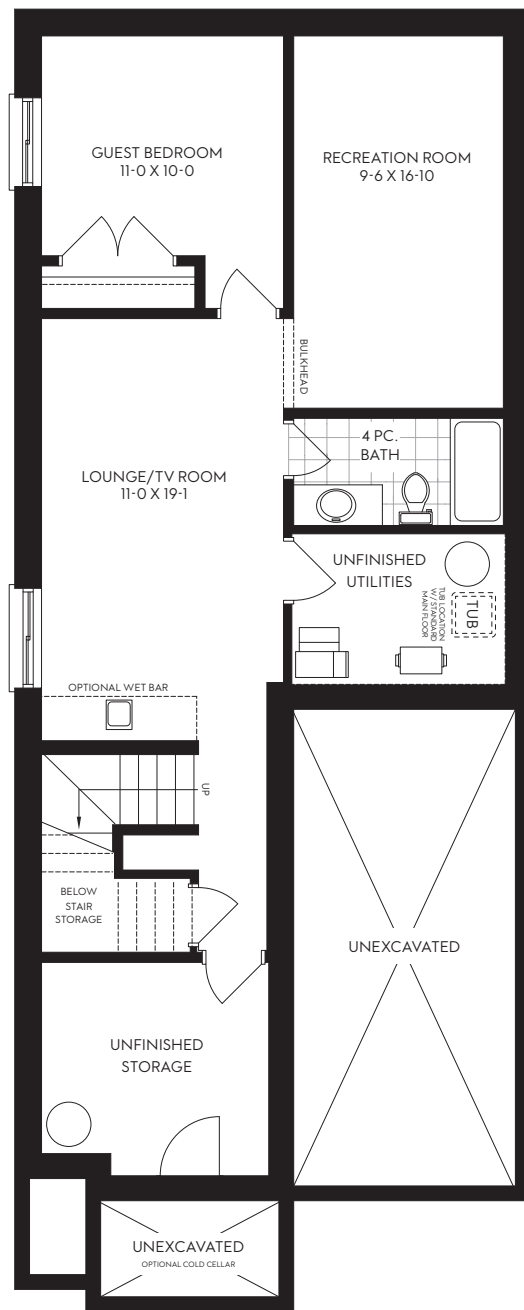 GUEST BEDROOM
11-0 X 10-0
RECREATION ROOM
9-6 X 16-10
BULKHEAD
4 PC.
BATH
LOUNGE/TV ROOM
11-0 X 19-1
UNFINISHED
UTILITIES
TUB
TUB LOCATION
W/ STANDARD
MAIN FLOOR
OPTIONAL WET BAR
UP
BELOW
STAIR
STORAGE
UNEXCAVATED
UNFINISHED
STORAGE
UNEXCAVATED
OPTIONAL COLD CELLAR